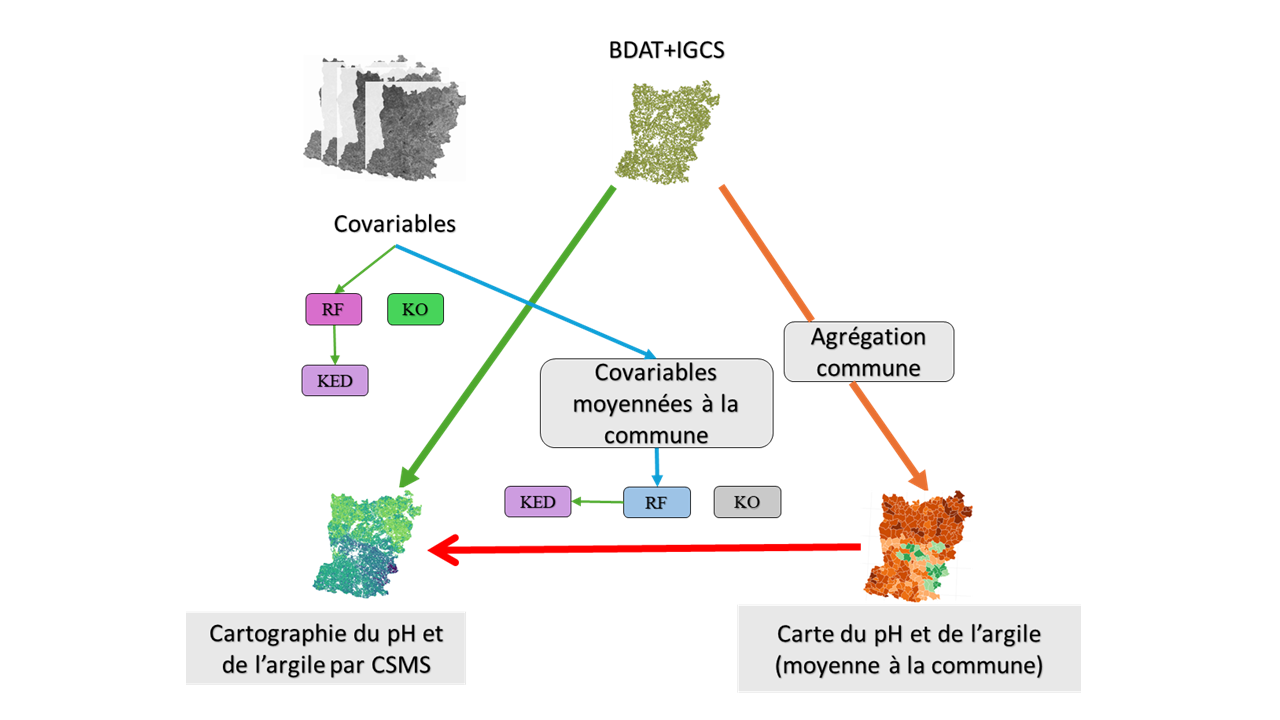 BDAT+IGCS
Covariables
RF
KO
KED
Agrégation
commune
Covariables
moyennées à la
commune
KED
RF
KO
Cartographie du pH et
de l’argile par CSMS
Carte du pH et de l’argile
(moyenne à la commune)